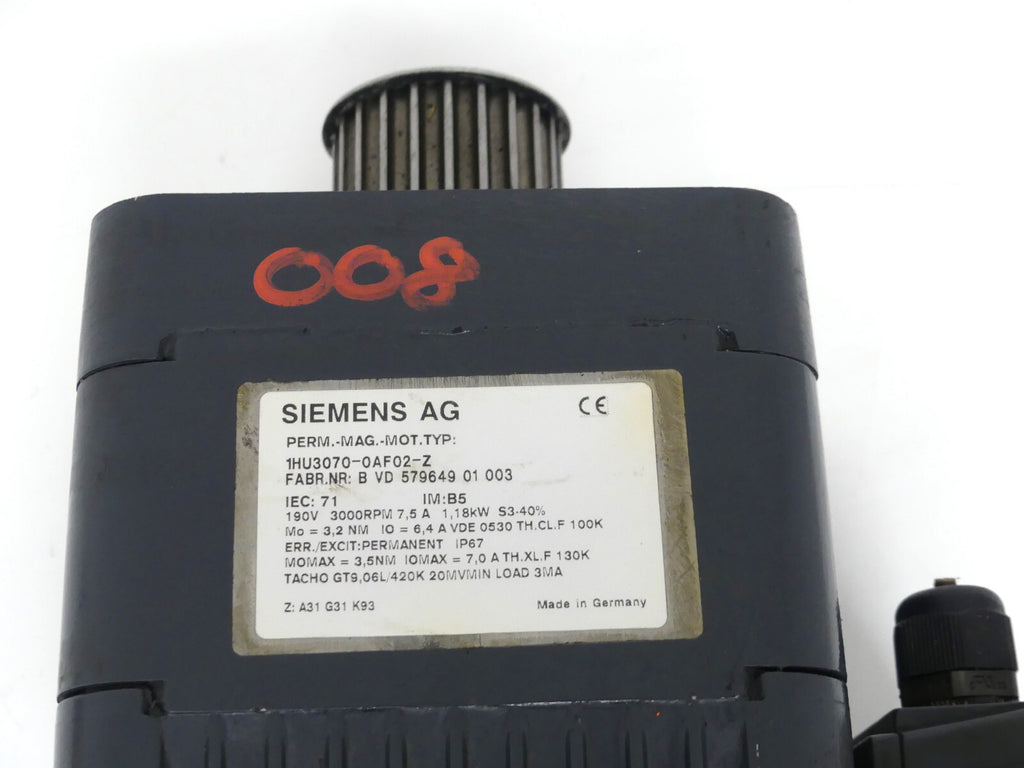 008
SIEMENS AG CE
PERM.-MAG.-MOT.TYP:
1HU3070-0AF02-Z
FABR.NR: B VD 579649 01 003
IEC: 71 IM:B5
190V 3000RPM 7,5 A 1,18kW S3-40%
Mo = 3,2 NM IO = 6,4 A VDE 0530 TH.CL.F 100K
ERR./EXCIT:PERMANENT IP67
MOMAX = 3,5NM IOMAX = 7,0 A TH.XL.F 130K
TACHO GT9,06L/420K 20MVMIN LOAD 3MA
Z: A31 G31 K93 Made in Germany